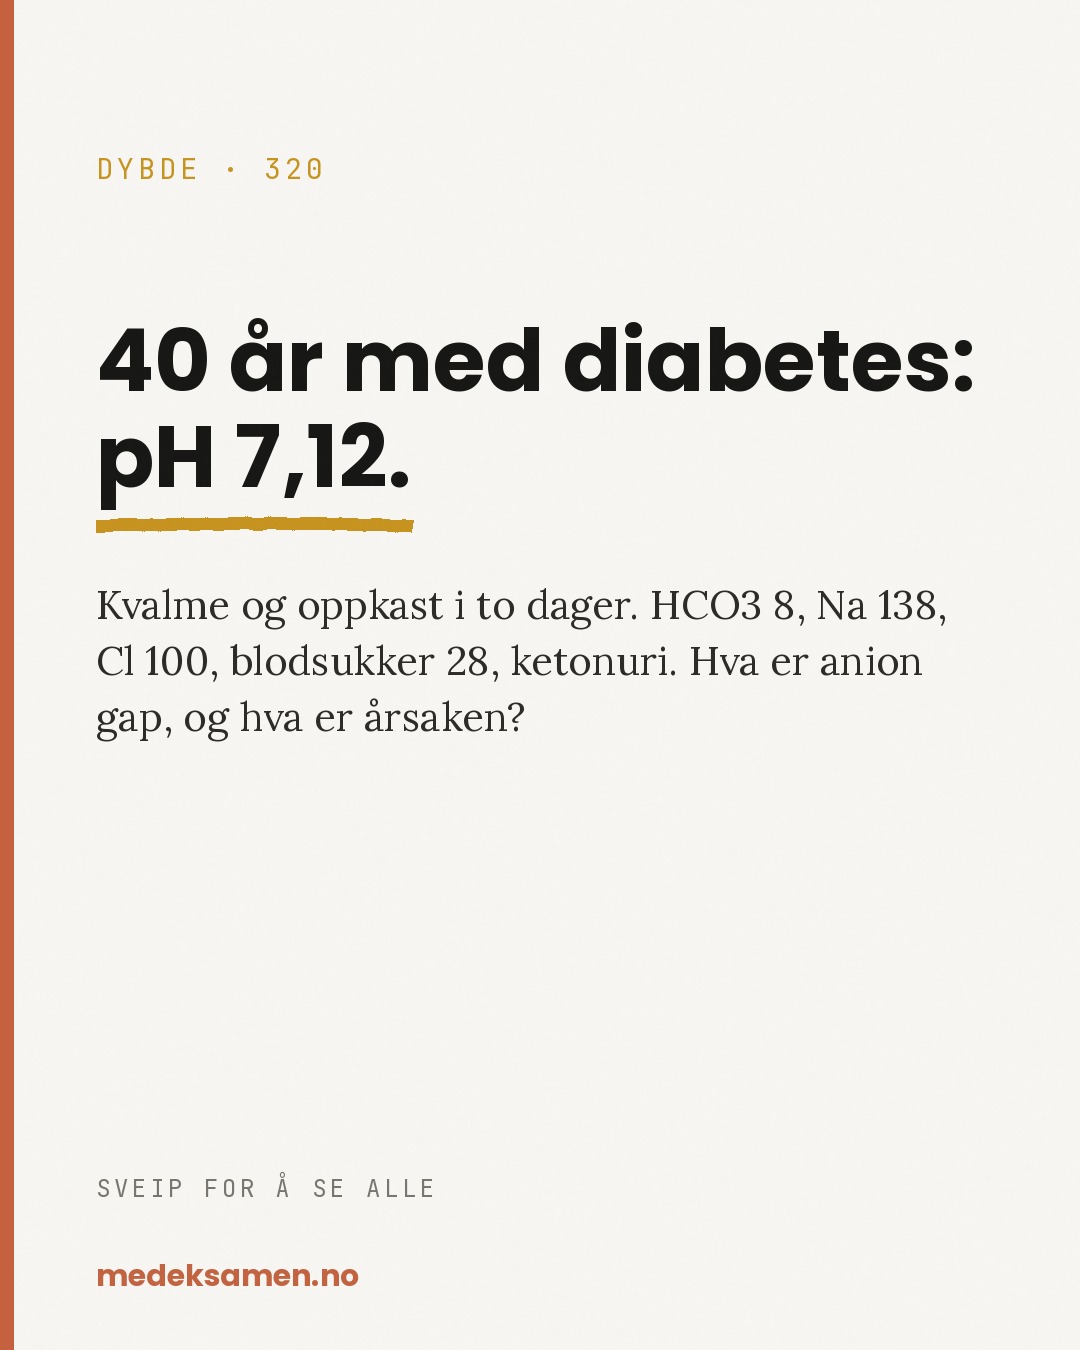 DYBDE · 320
40 år med diabetes:
pH 7,12.
Kvalme og oppkast i to dager. HCO3 8, Na 138,
Cl 100, blodsukker 28, ketonuri. Hva er anion
gap, og hva er årsaken?
SVEIP FOR Å SE ALLE
medeksamen.no